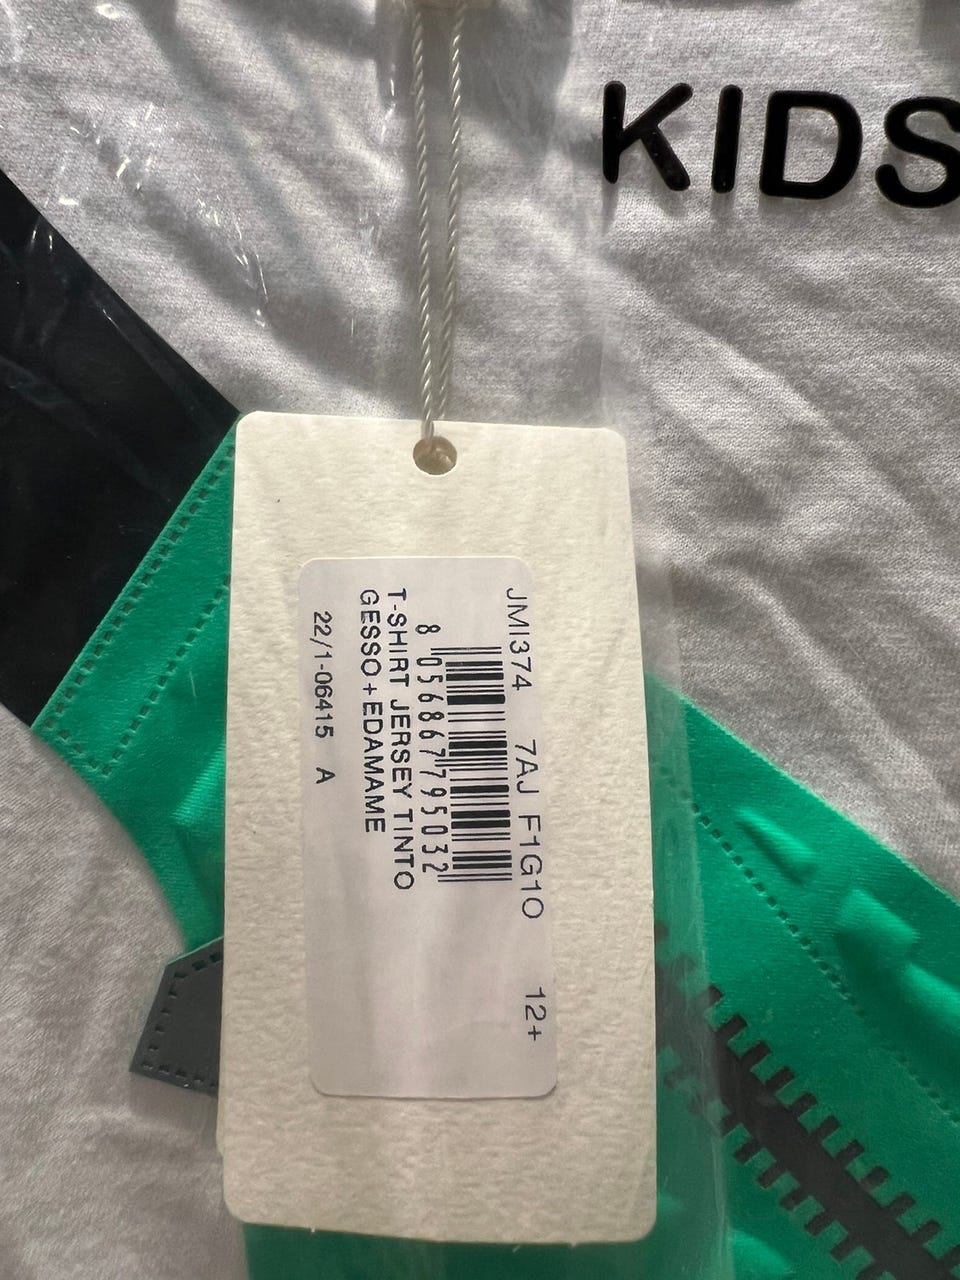 KIDS
JMI374 7AJ F1G10 12+
8 056867 795032
T-SHIRT JERSEY TINTO
GESSO+EDAMAME
22/1-06415 A